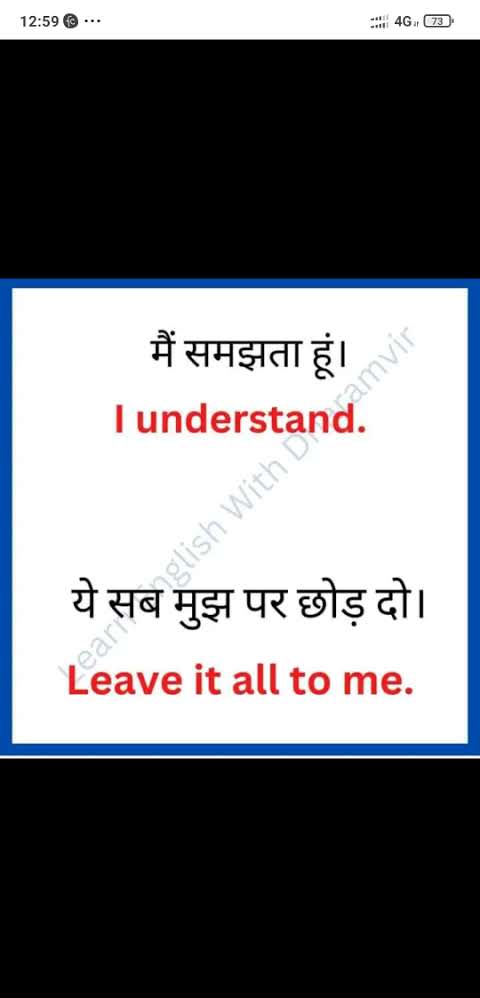 12:59 ...
4G 73
मैं समझता हूं।
I understand.
Learn English With Dharamvir
ये सब मुझ पर छोड़ दो।
Leave it all to me.